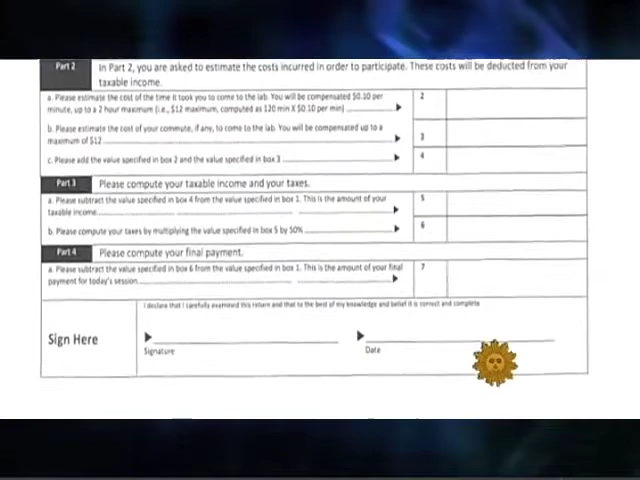 Part 2
In Part 2, you are asked to estimate the costs incurred in order to participate. These costs will be deducted from your
taxable income.
a. Please estimate the cost of the time it took you to come to the lab. You will be compensated $0.10 per
minute, up to a 2 hour maximum (i.e., $12 maximum, computed as 120 min X $0.10 per min)
2
b. Please estimate the cost of your commute, if any, to come to the lab. You will be compensated up to a
maximum of $12
3
c. Please add the value specified in box 2 and the value specified in box 3
4
Part 3
Please compute your taxable income and your taxes.
a. Please subtract the value specified in box 4 from the value specified in box 1. This is the amount of your
taxable income
5
b. Please compute your taxes by multiplying the value specified in box 5 by 50%
6
Part 4
Please compute your final payment.
a. Please subtract the value specified in box 6 from the value specified in box 1. This is the amount of your final
payment for today's session
7
I declare that I carefully examined this return and that to the best of my knowledge and belief it is correct and complete
Sign Here
Signature
Date